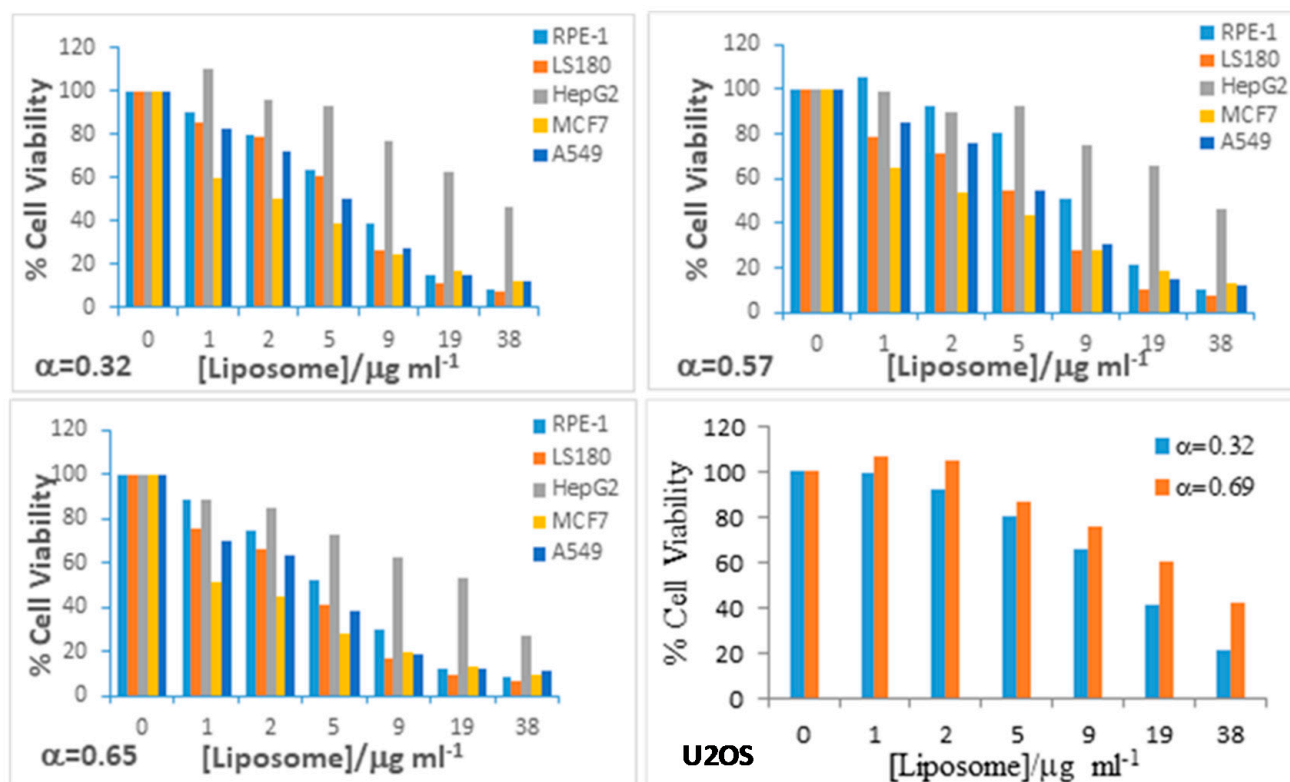 120
100
80
60
40
20
0
% Cell Viability
RPE-1
LS180
HepG2
MCF7
A549
0 1 2 5 9 19 38
α=0.32
[Liposome]/μg ml⁻¹
120
100
80
60
40
20
0
% Cell Viability
RPE-1
LS180
HepG2
MCF7
A549
0 1 2 5 9 19 38
α=0.57
[Liposome]/μg ml⁻¹
120
100
80
60
40
20
0
% Cell Viability
RPE-1
LS180
HepG2
MCF7
A549
0 1 2 5 9 19 38
α=0.65
[Liposome]/μg ml⁻¹
120
100
80
60
40
20
0
% Cell Viability
α=0.32
α=0.69
0 1 2 5 9 19 38
U2OS
[Liposome]/μg ml⁻¹